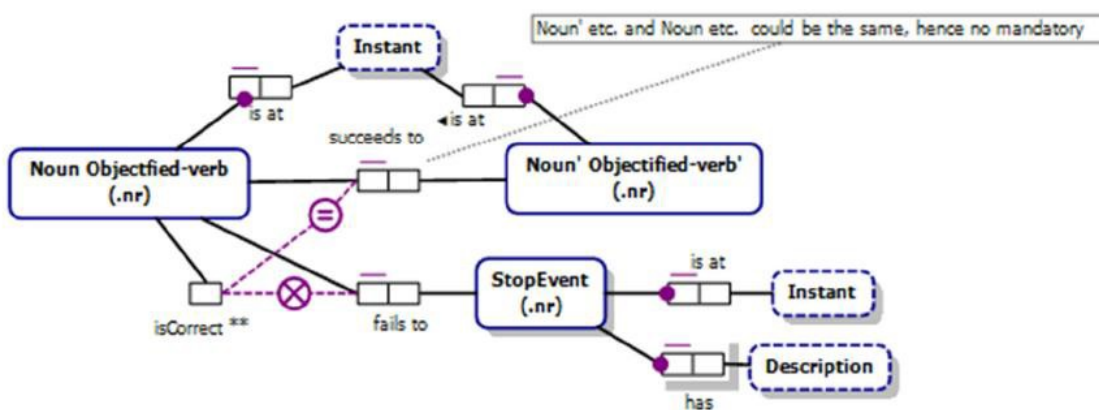 Noun' etc. and Noun etc. could be the same, hence no mandatory
Instant
is at
◄is at
succeeds to
Noun Objectfied-verb
(.nr)
Noun' Objectified-verb'
(.nr)
is at
StopEvent
(.nr)
Instant
isCorrect **
fails to
Description
has